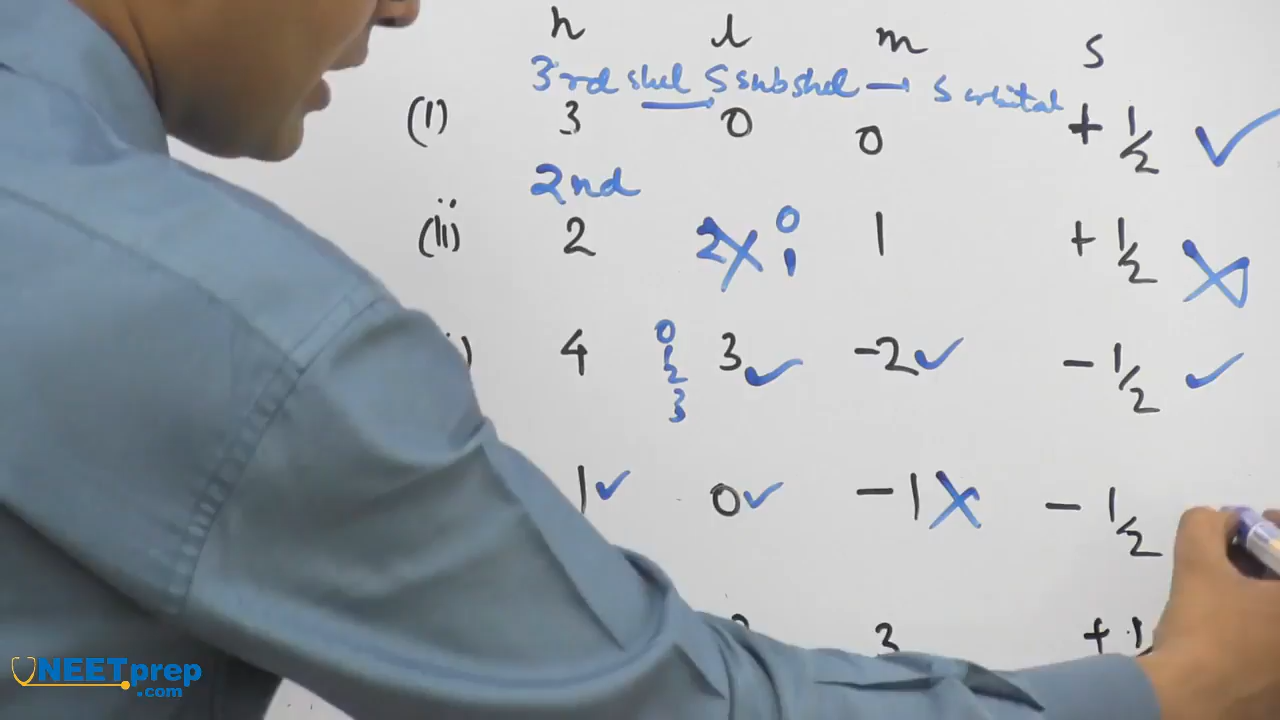 n l m s
3rd shel S subshel → s orbital
(i) 3 0 0 + 1/2 ✓
2nd
(ii) 2 2 X 0 1 1 + 1/2 X
4 0 1 2 3 3 ✓ -2 ✓ - 1/2 ✓
1 ✓ 0 ✓ -1 X - 1/2
3 + 1
NEETprep
.com